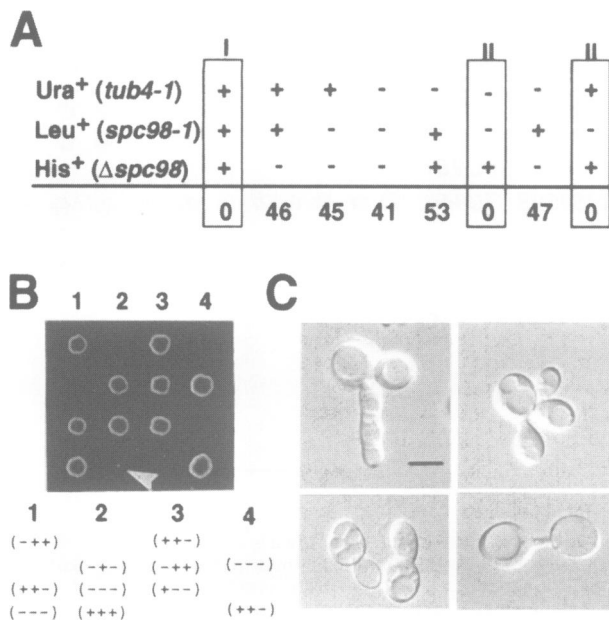 A
I II II
Ura+ (tub4-1) + + + - - - - +
Leu+ (spc98-1) + + - - + - + -
His+ (Δspc98) + - - - + + - +
0 46 45 41 53 0 47 0
B C
1 2 3 4
1 2 3 4
(-++) (++-)
(-+-) (-++) (---)
(++-) (---) (+--)
(---) (+++) (++-)